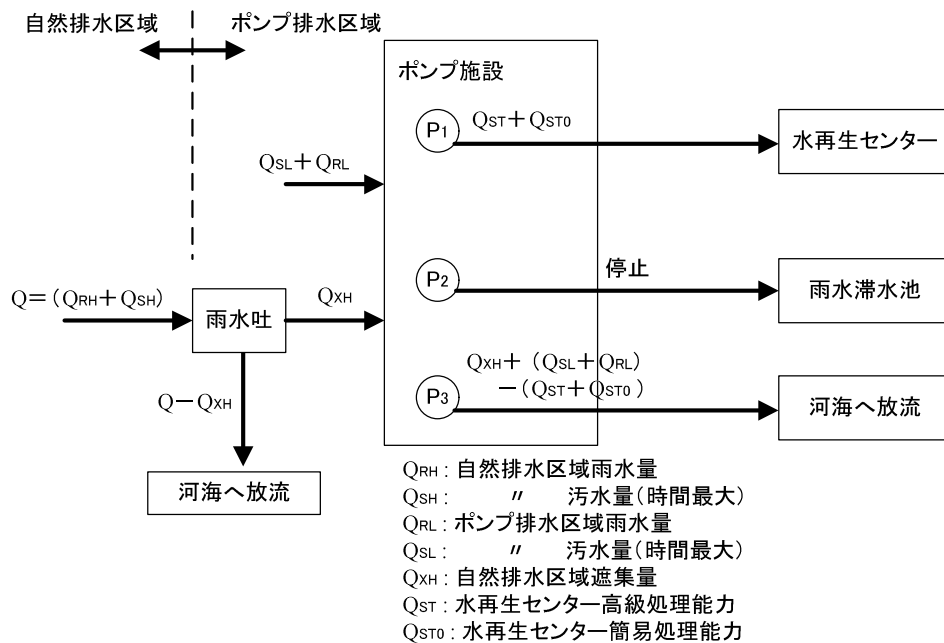 自然排水区域
ポンプ排水区域
ポンプ施設
P1
QST+QST0
水再生センター
QSL+QRL
P2
停止
雨水滞水池
Q=(QRH+QSH)
雨水吐
QXH
P3
QXH+(QSL+QRL)
-(QST+QST0)
河海へ放流
Q-QXH
河海へ放流
QRH:自然排水区域雨水量
QSH: 〃 汚水量(時間最大)
QRL:ポンプ排水区域雨水量
QSL: 〃 汚水量(時間最大)
QXH:自然排水区域遮集量
QST:水再生センター高級処理能力
QST0:水再生センター簡易処理能力